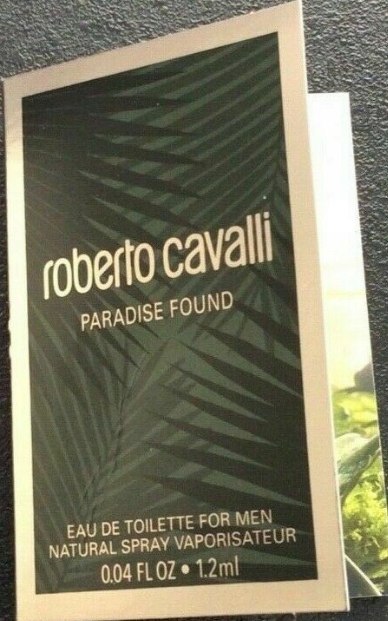 roberto cavalli
PARADISE FOUND
EAU DE TOILETTE FOR MEN
NATURAL SPRAY VAPORISATEUR
0.04 FL OZ • 1.2ml